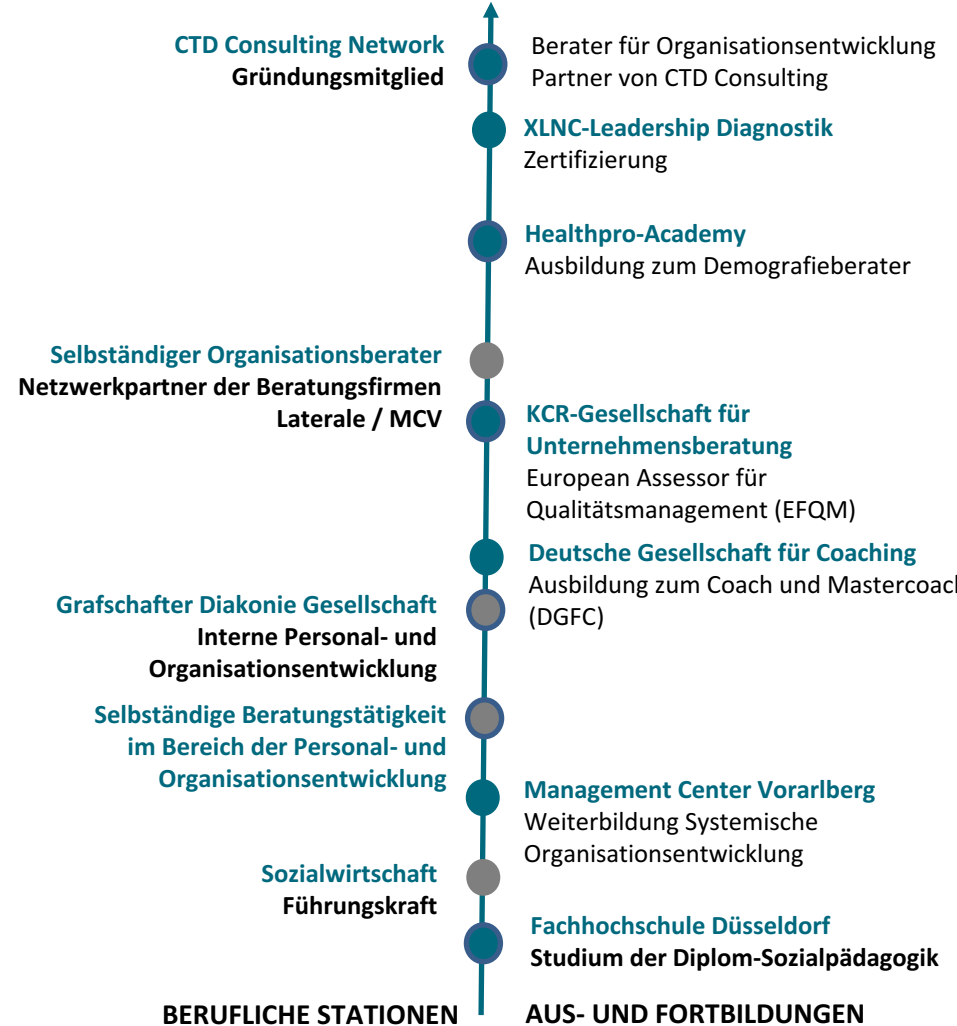 CTD Consulting Network
Gründungsmitglied
Berater für Organisationsentwicklung
Partner von CTD Consulting
XLNC-Leadership Diagnostik
Zertifizierung
Healthpro-Academy
Ausbildung zum Demografieberater
Selbständiger Organisationsberater
Netzwerkpartner der Beratungsfirmen
Laterale / MCV
KCR-Gesellschaft für
Unternehmensberatung
European Assessor für
Qualitätsmanagement (EFQM)
Deutsche Gesellschaft für Coaching
Ausbildung zum Coach und Mastercoach
(DGFC)
Grafschafter Diakonie Gesellschaft
Interne Personal- und
Organisationsentwicklung
Selbständige Beratungstätigkeit
im Bereich der Personal- und
Organisationsentwicklung
Management Center Vorarlberg
Weiterbildung Systemische
Organisationsentwicklung
Sozialwirtschaft
Führungskraft
Fachhochschule Düsseldorf
Studium der Diplom-Sozialpädagogik
BERUFLICHE STATIONEN
AUS- UND FORTBILDUNGEN